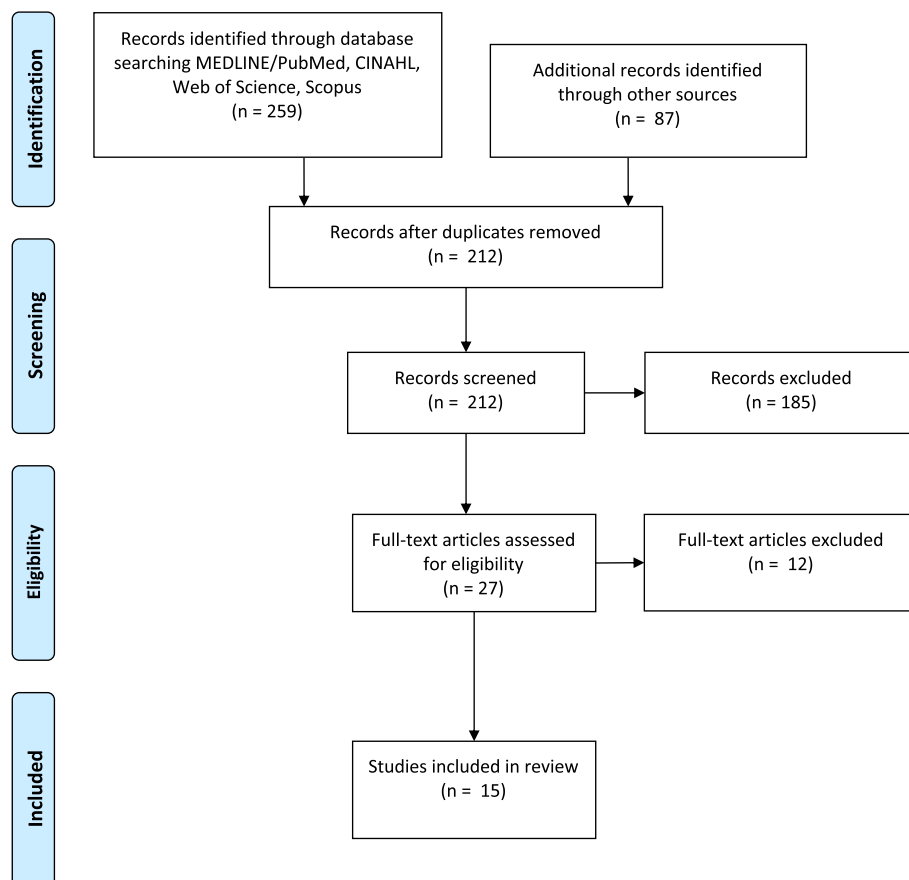 Identification
Records identified through database
searching MEDLINE/PubMed, CINAHL,
Web of Science, Scopus
(n = 259)
Additional records identified
through other sources
(n = 87)
Records after duplicates removed
(n = 212)
Screening
Records screened
(n = 212)
Records excluded
(n = 185)
Eligibility
Full-text articles assessed
for eligibility
(n = 27)
Full-text articles excluded
(n = 12)
Included
Studies included in review
(n = 15)